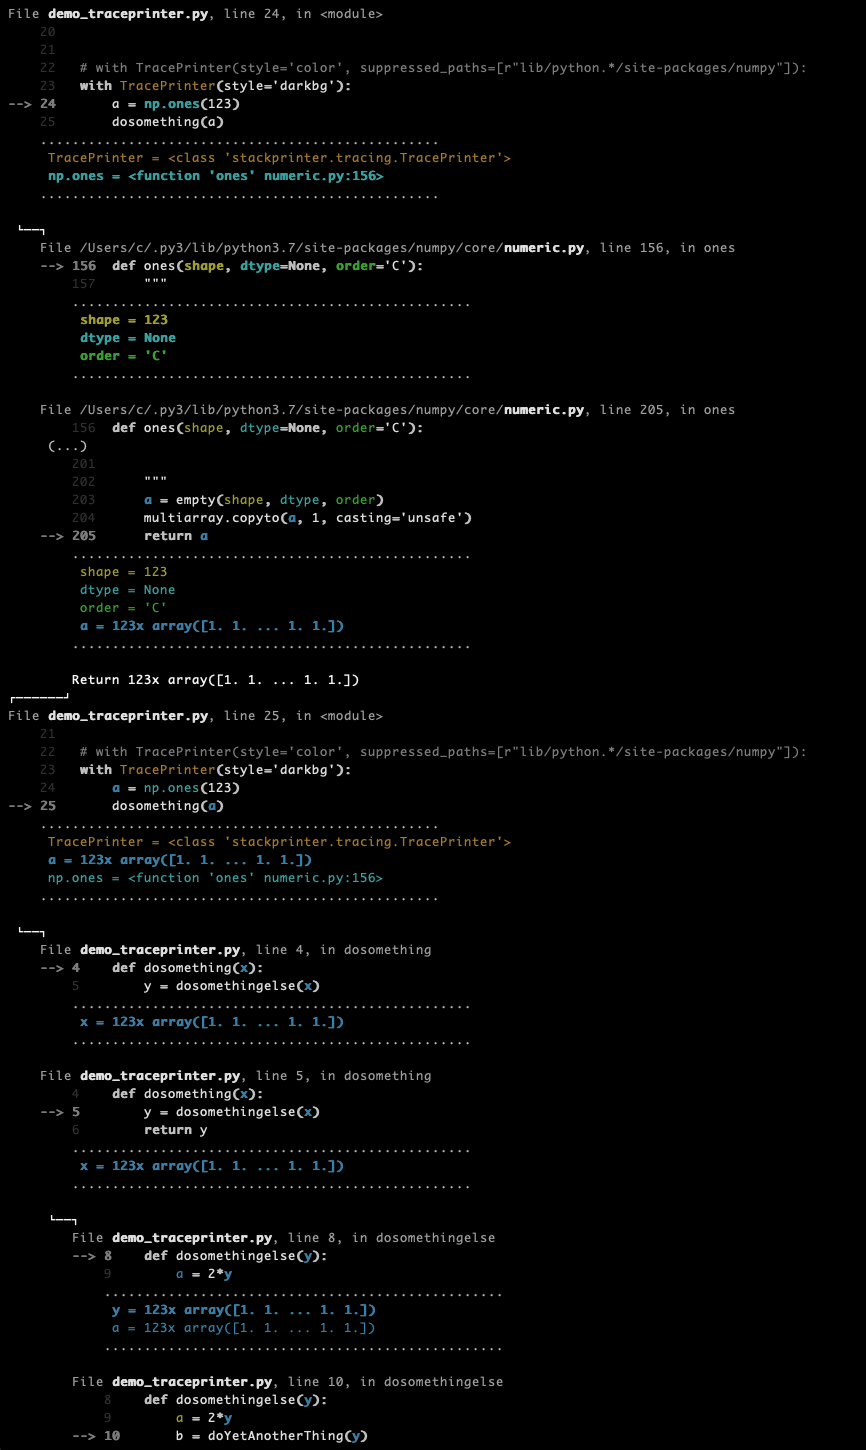 File demo_traceprinter.py, line 24, in <module>
    20
    21
    22   # with TracePrinter(style='color', suppressed_paths=[r"lib/python.*/site-packages/numpy"]):
    23   with TracePrinter(style='darkbg'):
--> 24       a = np.ones(123)
    25       dosomething(a)
    ..................................................
     TracePrinter = <class 'stackprinter.tracing.TracePrinter'>
     np.ones = <function 'ones' numeric.py:156>
    ..................................................
 └──┐
    File /Users/c/.py3/lib/python3.7/site-packages/numpy/core/numeric.py, line 156, in ones
    --> 156  def ones(shape, dtype=None, order='C'):
        157      """
        ..................................................
         shape = 123
         dtype = None
         order = 'C'
        ..................................................
    File /Users/c/.py3/lib/python3.7/site-packages/numpy/core/numeric.py, line 205, in ones
        156  def ones(shape, dtype=None, order='C'):
     (...)
        201
        202      """
        203      a = empty(shape, dtype, order)
        204      multiarray.copyto(a, 1, casting='unsafe')
    --> 205      return a
        ..................................................
         shape = 123
         dtype = None
         order = 'C'
         a = 123x array([1. 1. ... 1. 1.])
        ..................................................
        Return 123x array([1. 1. ... 1. 1.])
┌──────┘
File demo_traceprinter.py, line 25, in <module>
    21
    22   # with TracePrinter(style='color', suppressed_paths=[r"lib/python.*/site-packages/numpy"]):
    23   with TracePrinter(style='darkbg'):
    24       a = np.ones(123)
--> 25       dosomething(a)
    ..................................................
     TracePrinter = <class 'stackprinter.tracing.TracePrinter'>
     a = 123x array([1. 1. ... 1. 1.])
     np.ones = <function 'ones' numeric.py:156>
    ..................................................
 └──┐
    File demo_traceprinter.py, line 4, in dosomething
    --> 4    def dosomething(x):
        5        y = dosomethingelse(x)
        ..................................................
         x = 123x array([1. 1. ... 1. 1.])
        ..................................................
    File demo_traceprinter.py, line 5, in dosomething
        4    def dosomething(x):
    --> 5        y = dosomethingelse(x)
        6        return y
        ..................................................
         x = 123x array([1. 1. ... 1. 1.])
        ..................................................
     └──┐
        File demo_traceprinter.py, line 8, in dosomethingelse
        --> 8    def dosomethingelse(y):
            9        a = 2*y
            ..................................................
             y = 123x array([1. 1. ... 1. 1.])
             a = 123x array([1. 1. ... 1. 1.])
            ..................................................
        File demo_traceprinter.py, line 10, in dosomethingelse
            8    def dosomethingelse(y):
            9        a = 2*y
        --> 10       b = doYetAnotherThing(y)